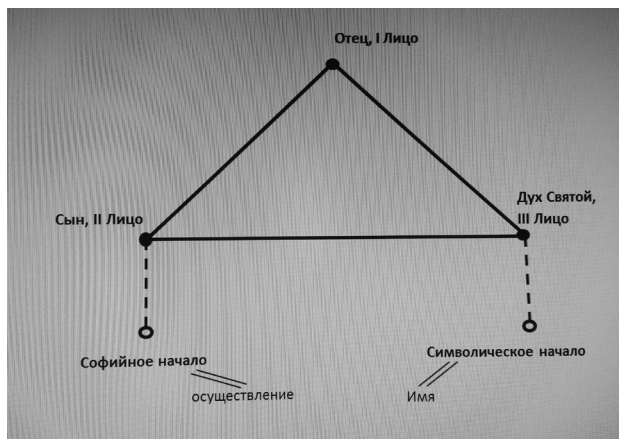 Отец, I Лицо
Сын, II Лицо
Дух Святой,
III Лицо
Софийное начало
Символическое начало
осуществление
Имя